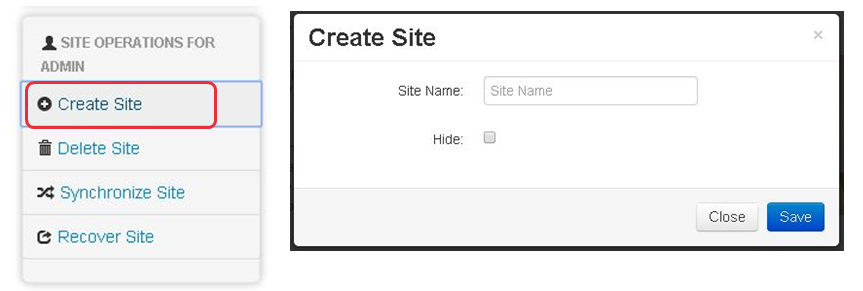 SITE OPERATIONS FOR
ADMIN
Create Site
Delete Site
Synchronize Site
Recover Site
Create Site
×
Site Name:
Site Name
Hide:
Close
Save